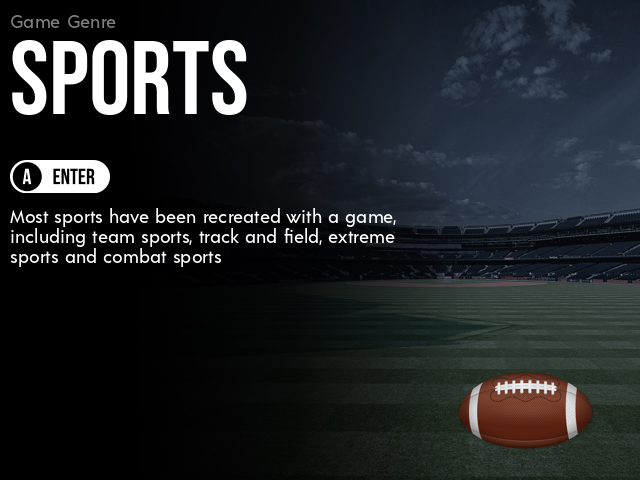 Game Genre
SPORTS
A ENTER
Most sports have been recreated with a game,
including team sports, track and field, extreme
sports and combat sports